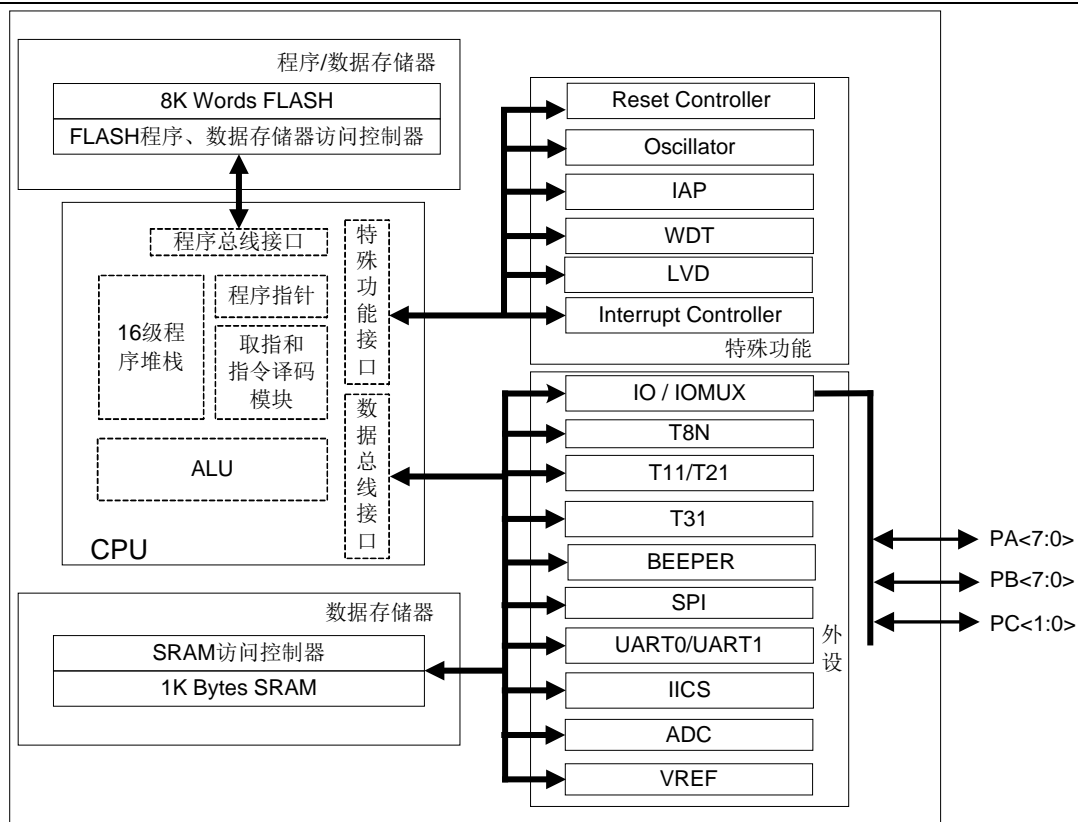 程序/数据存储器
8K Words FLASH
FLASH程序、数据存储器访问控制器
程序总线接口
特殊功能接口
16级程
序堆栈
程序指针
取指和
指令译码
模块
ALU
数据总线接口
CPU
数据存储器
SRAM访问控制器
1K Bytes SRAM
Reset Controller
Oscillator
IAP
WDT
LVD
Interrupt Controller
特殊功能
IO / IOMUX
T8N
T11/T21
T31
BEEPER
SPI
UART0/UART1
IICS
ADC
VREF
外设
PA<7:0>
PB<7:0>
PC<1:0>